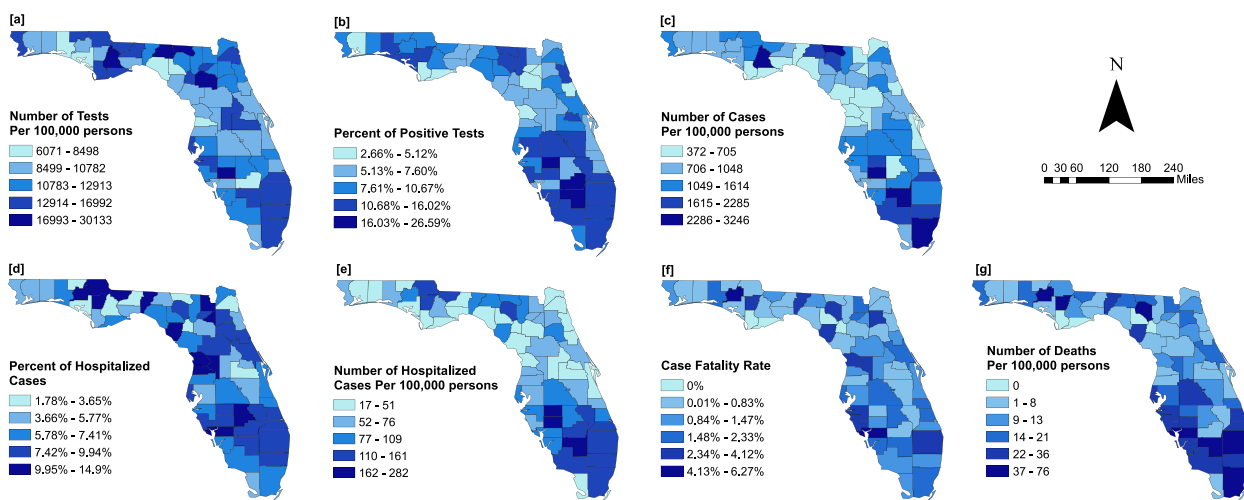 [a]
Number of Tests
Per 100,000 persons
6071 - 8498
8499 - 10782
10783 - 12913
12914 - 16992
16993 - 30133
[b]
Percent of Positive Tests
2.66% - 5.12%
5.13% - 7.60%
7.61% - 10.67%
10.68% - 16.02%
16.03% - 26.59%
[c]
Number of Cases
Per 100,000 persons
372 - 705
706 - 1048
1049 - 1614
1615 - 2285
2286 - 3246
N
0 30 60 120 180 240
Miles
[d]
Percent of Hospitalized
Cases
1.78% - 3.65%
3.66% - 5.77%
5.78% - 7.41%
7.42% - 9.94%
9.95% - 14.9%
[e]
Number of Hospitalized
Cases Per 100,000 persons
17 - 51
52 - 76
77 - 109
110 - 161
162 - 282
[f]
Case Fatality Rate
0%
0.01% - 0.83%
0.84% - 1.47%
1.48% - 2.33%
2.34% - 4.12%
4.13% - 6.27%
[g]
Number of Deaths
Per 100,000 persons
0
1 - 8
9 - 13
14 - 21
22 - 36
37 - 76